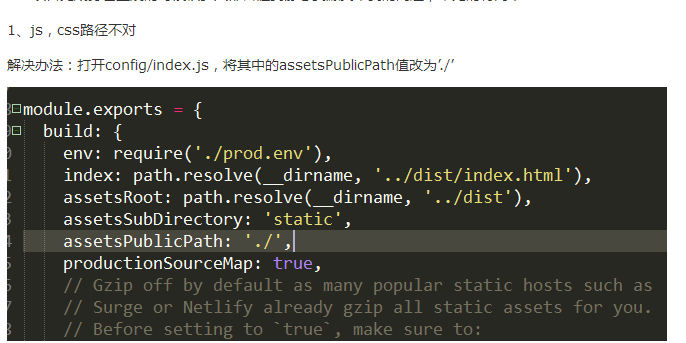 1、js，css路径不对
解决办法：打开config/index.js，将其中的assetsPublicPath值改为’./’
module.exports = {
build: {
env: require('./prod.env'),
index: path.resolve(__dirname, '../dist/index.html'),
assetsRoot: path.resolve(__dirname, '../dist'),
assetsSubDirectory: 'static',
assetsPublicPath: './',
productionSourceMap: true,
// Gzip off by default as many popular static hosts such as
// Surge or Netlify already gzip all static assets for you.
// Before setting to `true`, make sure to: